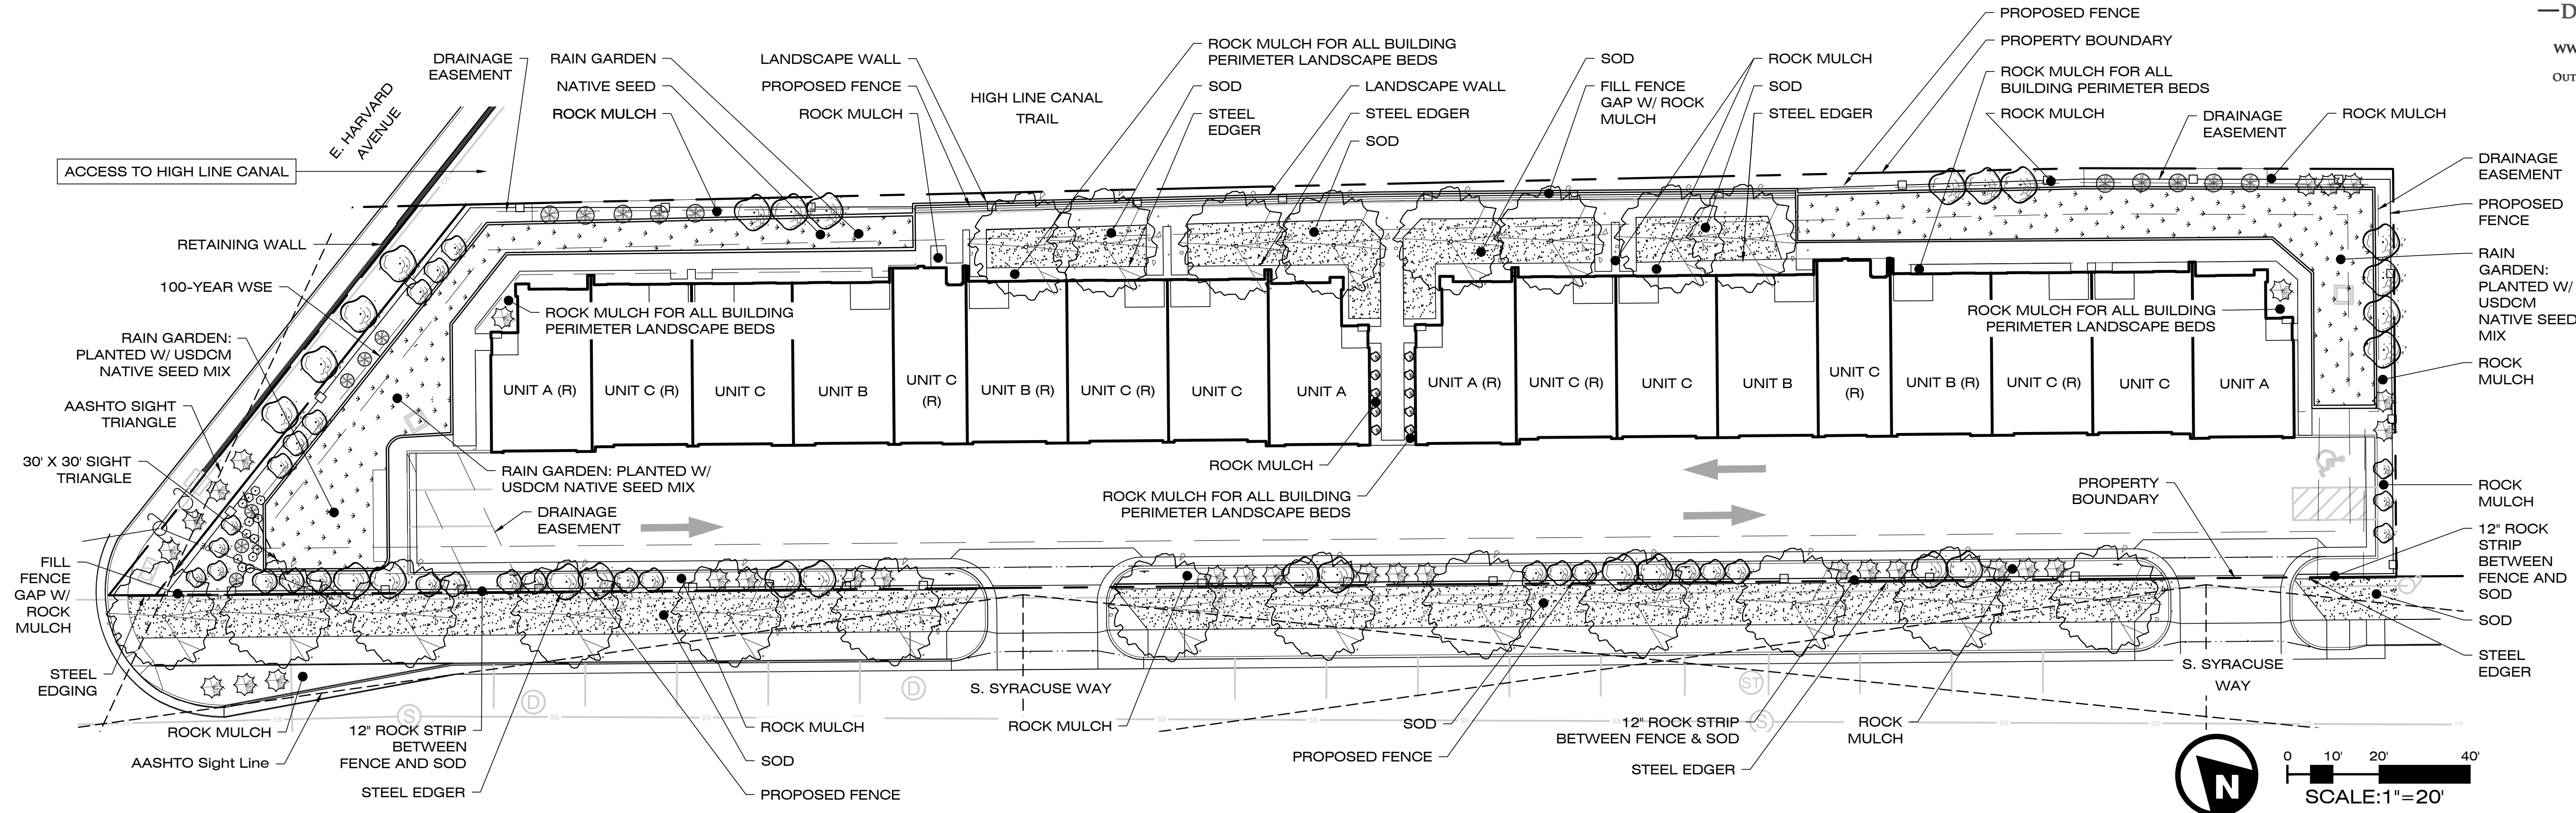 PROPOSED FENCE
PROPERTY BOUNDARY
ROCK MULCH FOR ALL
BUILDING PERIMETER BEDS
ROCK MULCH
DRAINAGE
EASEMENT
ROCK MULCH
DRAINAGE
EASEMENT
RAIN GARDEN
NATIVE SEED
ROCK MULCH
LANDSCAPE WALL
PROPOSED FENCE
ROCK MULCH
HIGH LINE CANAL
TRAIL
ROCK MULCH FOR ALL BUILDING
PERIMETER LANDSCAPE BEDS
SOD
STEEL
EDGER
LANDSCAPE WALL
STEEL EDGER
SOD
SOD
FILL FENCE
GAP W/ ROCK
MULCH
ROCK MULCH
SOD
STEEL EDGER
E. HARVARD
AVENUE
ACCESS TO HIGH LINE CANAL
RETAINING WALL
100-YEAR WSE
RAIN GARDEN:
PLANTED W/ USDCM
NATIVE SEED MIX
AASHTO SIGHT
TRIANGLE
30' X 30' SIGHT
TRIANGLE
FILL
FENCE
GAP W/
ROCK
MULCH
STEEL
EDGING
DRAINAGE
EASEMENT
PROPOSED
FENCE
RAIN
GARDEN:
PLANTED W/
USDCM
NATIVE SEED
MIX
ROCK
MULCH
ROCK
MULCH
12" ROCK
STRIP
BETWEEN
FENCE AND
SOD
SOD
STEEL
EDGER
ROCK MULCH FOR ALL BUILDING
PERIMETER LANDSCAPE BEDS
ROCK MULCH FOR ALL BUILDING
PERIMETER LANDSCAPE BEDS
UNIT A (R)
UNIT C (R)
UNIT C
UNIT B
UNIT C
(R)
UNIT B (R)
UNIT C (R)
UNIT C
UNIT A
UNIT A (R)
UNIT C (R)
UNIT C
UNIT B
UNIT C
(R)
UNIT B (R)
UNIT C (R)
UNIT C
UNIT A
RAIN GARDEN: PLANTED W/
USDCM NATIVE SEED MIX
DRAINAGE
EASEMENT
ROCK MULCH
ROCK MULCH FOR ALL BUILDING
PERIMETER LANDSCAPE BEDS
PROPERTY
BOUNDARY
S. SYRACUSE WAY
S. SYRACUSE
WAY
S
D
D
ST
S
ROCK MULCH
AASHTO Sight Line
12" ROCK STRIP
BETWEEN
FENCE AND SOD
STEEL EDGER
ROCK MULCH
SOD
PROPOSED FENCE
ROCK MULCH
SOD
PROPOSED FENCE
12" ROCK STRIP
BETWEEN FENCE & SOD
STEEL EDGER
ROCK
MULCH
N
0 10' 20' 40'
SCALE:1"=20'